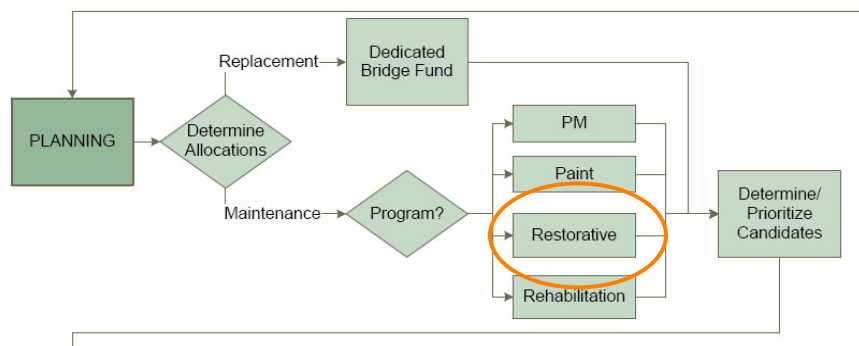 Replacement
Dedicated
Bridge Fund
PLANNING
Determine
Allocations
Maintenance
Program?
PM
Paint
Restorative
Rehabilitation
Determine/
Prioritize
Candidates